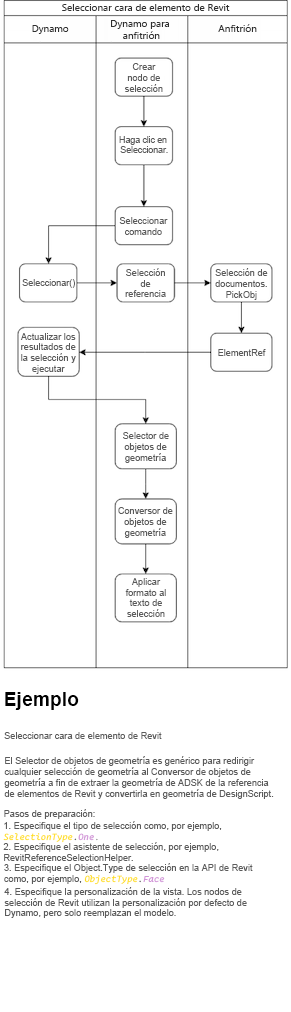 Seleccionar cara de elemento de Revit
Dynamo
Dynamo para
anfitrión
Anfitrión
Crear
nodo de
selección
Haga clic en
Seleccionar.
Seleccionar
comando
Seleccionar()
Selección
de
referencia
Selección de
documentos.
PickObj
Actualizar los
resultados de
la selección y
ejecutar
ElementRef
Selector de
objetos de
geometría
Conversor de
objetos de
geometría
Aplicar
formato al
texto de
selección
Ejemplo
Seleccionar cara de elemento de Revit
El Selector de objetos de geometría es genérico para redirigir
cualquier selección de geometría al Conversor de objetos de
geometría a fin de extraer la geometría de ADSK de la referencia
de elementos de Revit y convertirla en geometría de DesignScript.
Pasos de preparación:
1. Especifique el tipo de selección como, por ejemplo,
SelectionType.One.
2. Especifique el asistente de selección, por ejemplo,
RevitReferenceSelectionHelper.
3. Especifique el Object.Type de selección en la API de Revit
como, por ejemplo, ObjectType.Face
4. Especifique la personalización de la vista. Los nodos de
selección de Revit utilizan la personalización por defecto de
Dynamo, pero solo reemplazan el modelo.